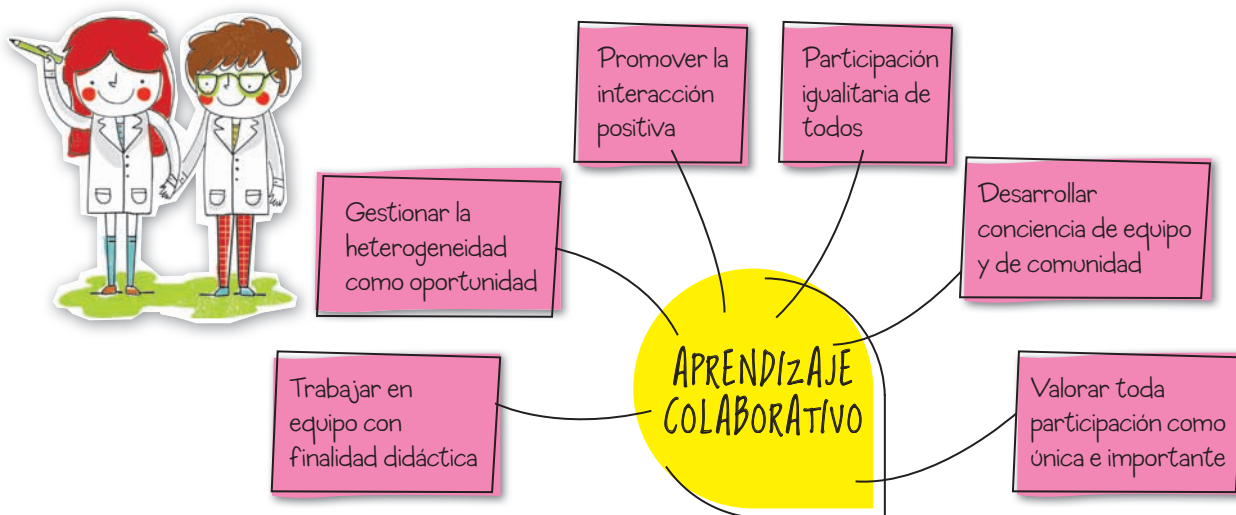 Promover la
interacción
positiva
Participación
igualitaria de
todos
Gestionar la
heterogeneidad
como oportunidad
Desarrollar
conciencia de equipo
y de comunidad
APRENDIZAJE
COLABORATIVO
Trabajar en
equipo con
finalidad didáctica
Valorar toda
participación como
única e importante